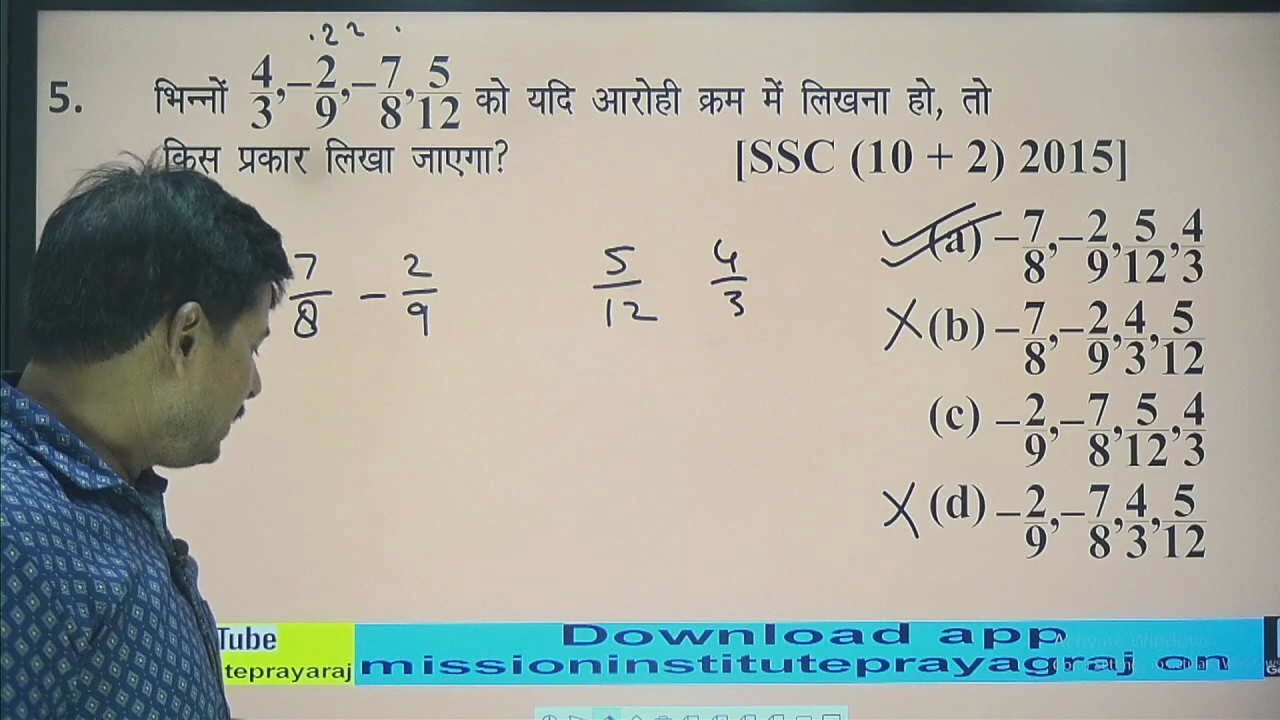 . 2 2 .
5. भिन्नों 4/3, -2/9, -7/8, 5/12 को यदि आरोही क्रम में लिखना हो, तो
किस प्रकार लिखा जाएगा? [SSC (10 + 2) 2015]
7/8 - 2/9 5/12 4/3
(a) -7/8, -2/9, 5/12, 4/3
(b) -7/8, -2/9, 4/3, 5/12
(c) -2/9, -7/8, 5/12, 4/3
(d) -2/9, -7/8, 4/3, 5/12
Tube
teprayaraj
Download app
missioninstituteprayagraj on